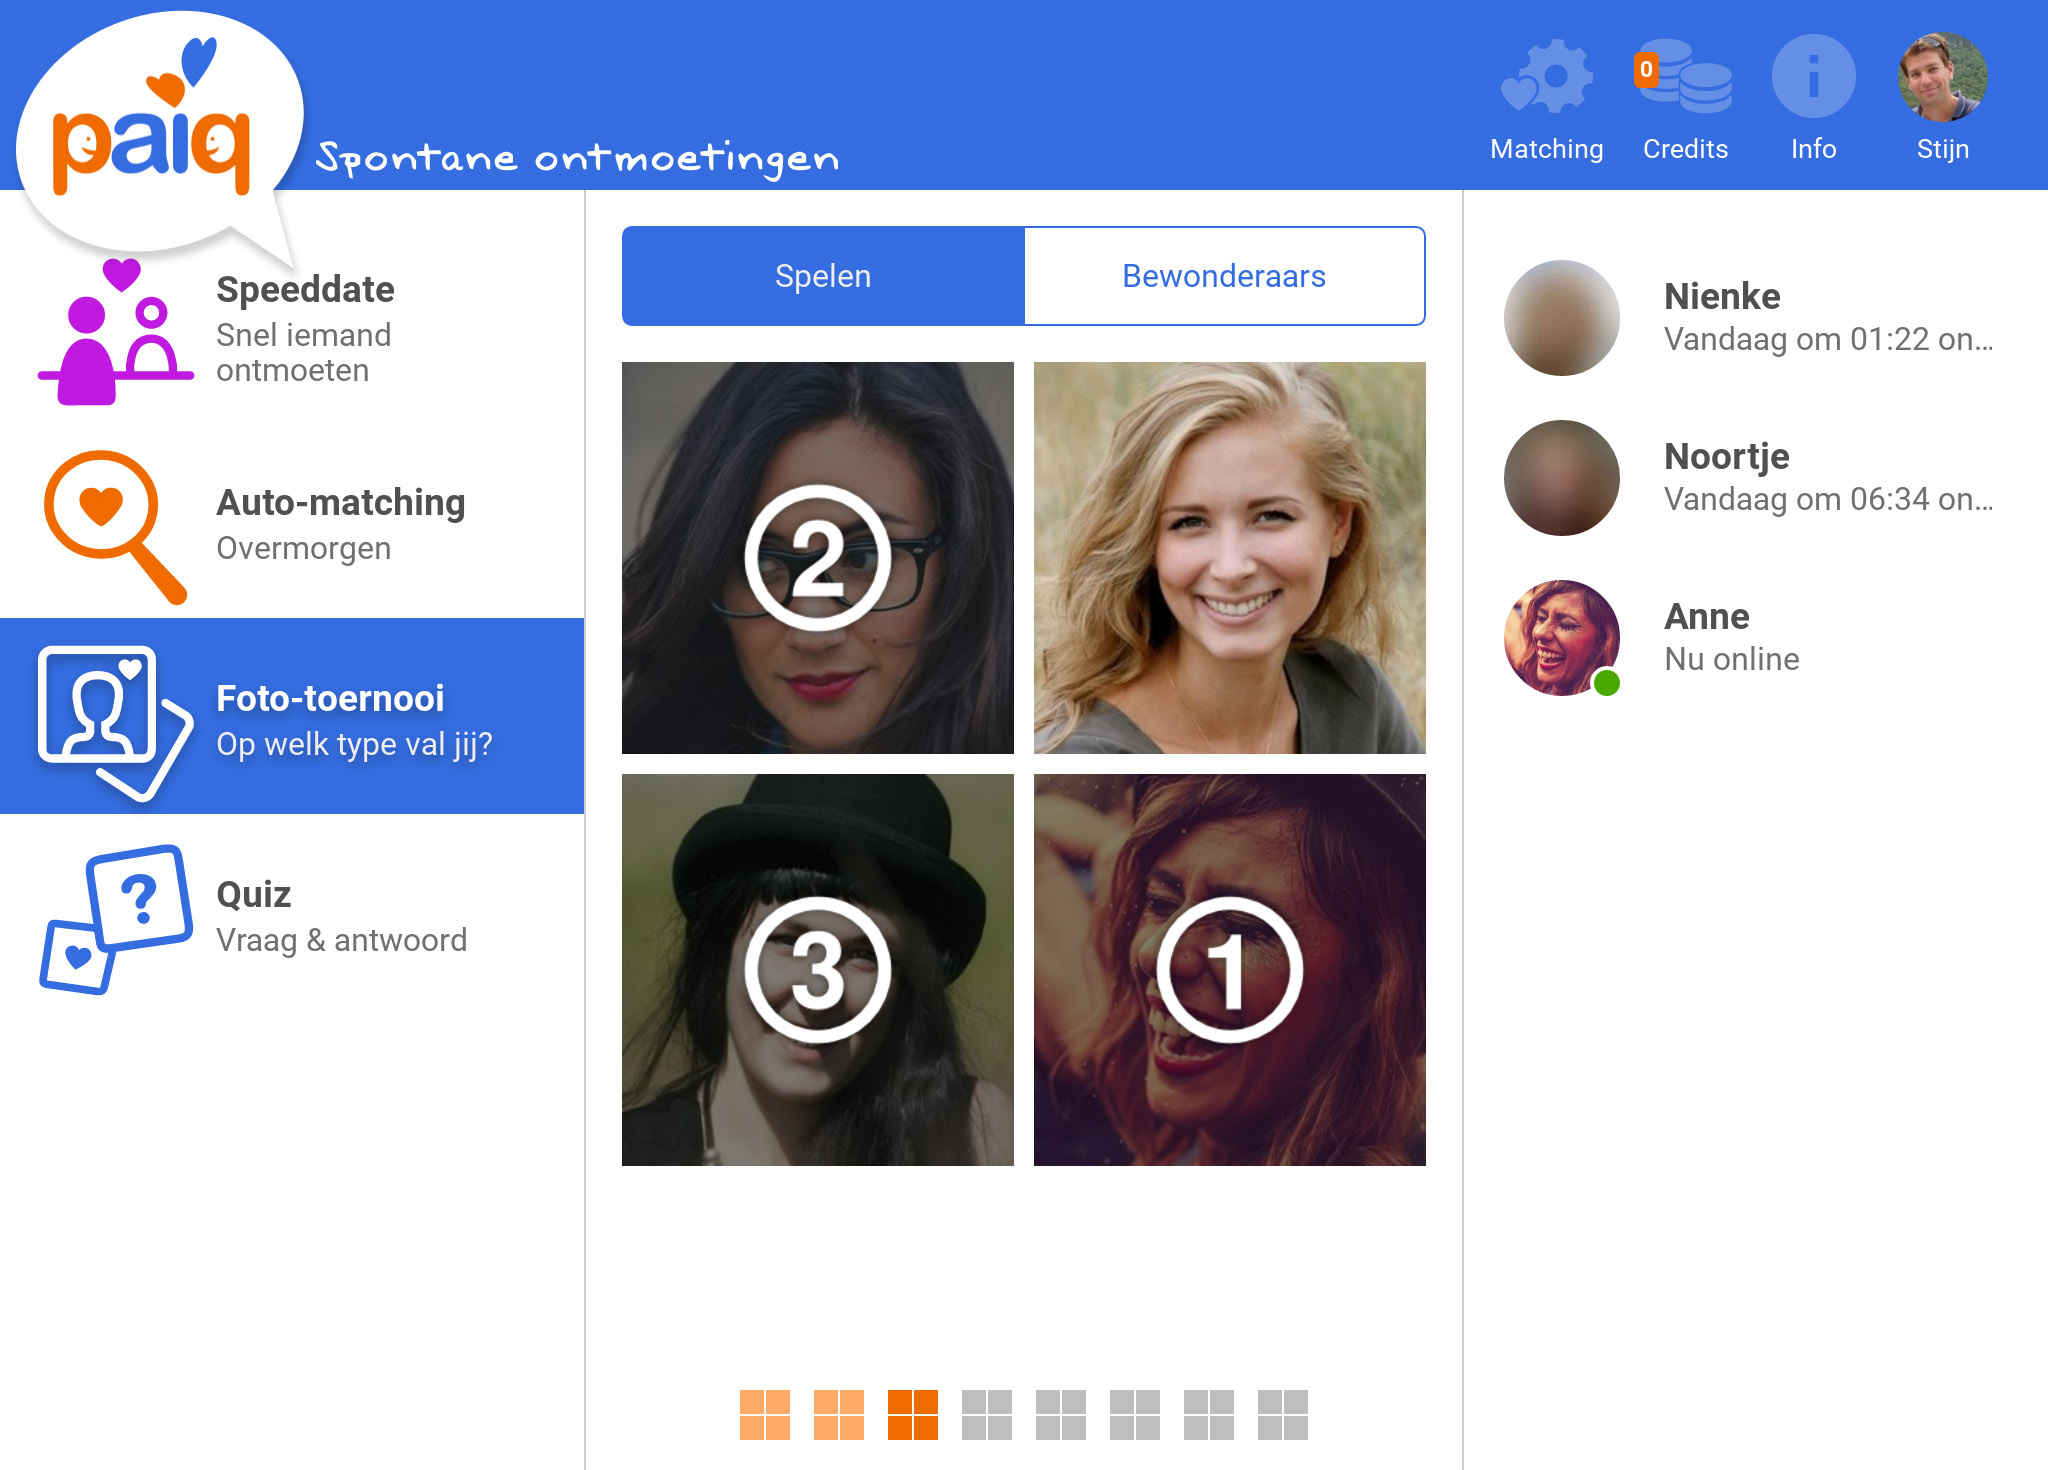 paiq
Spontane ontmoetingen
0
Matching
Credits
Info
Stijn
Speeddate
Snel iemand
ontmoeten
Auto-matching
Overmorgen
Foto-toernooi
Op welk type val jij?
Quiz
Vraag & antwoord
Spelen
Bewonderaars
2
3
1
Nienke
Vandaag om 01:22 on...
Noortje
Vandaag om 06:34 on...
Anne
Nu online